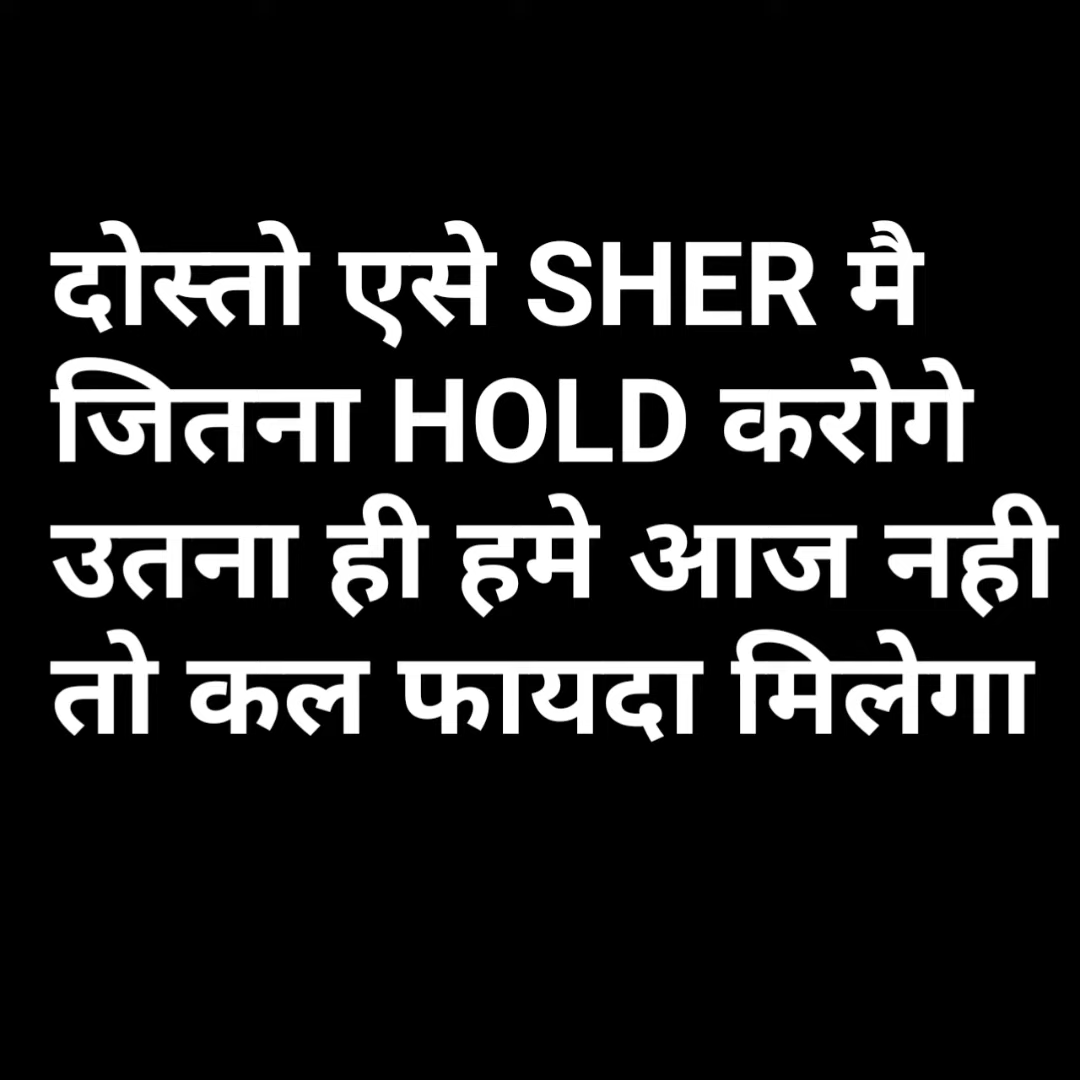 दोस्तो एसे SHER मै
जितना HOLD करोगे
उतना ही हमे आज नही
तो कल फायदा मिलेगा